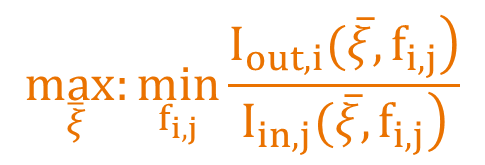 max: min I_out,i(ξ̄, f_i,j) / I_in,j(ξ̄, f_i,j)
ξ̄ f_i,j